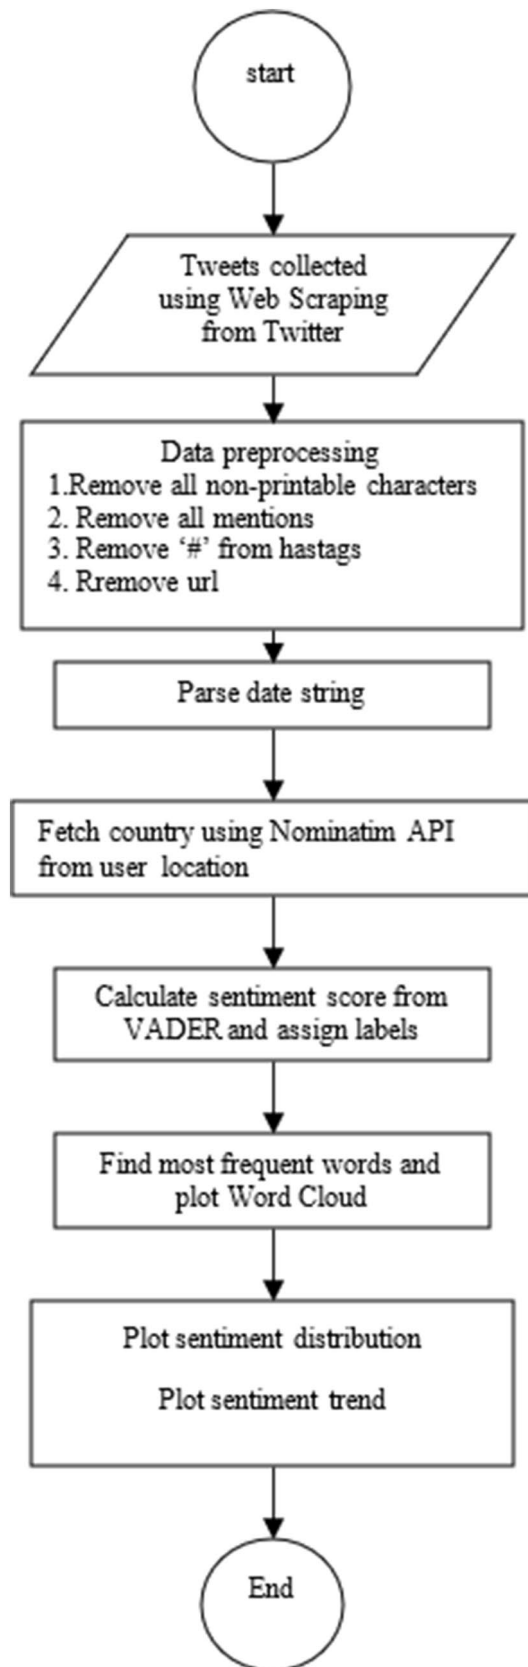 start
Tweets collected
using Web Scraping
from Twitter
Data preprocessing
1.Remove all non-printable characters
2. Remove all mentions
3. Remove ‘#’ from hastags
4. Rremove url
Parse date string
Fetch country using Nominatim API
from user location
Calculate sentiment score from
VADER and assign labels
Find most frequent words and
plot Word Cloud
Plot sentiment distribution
Plot sentiment trend
End